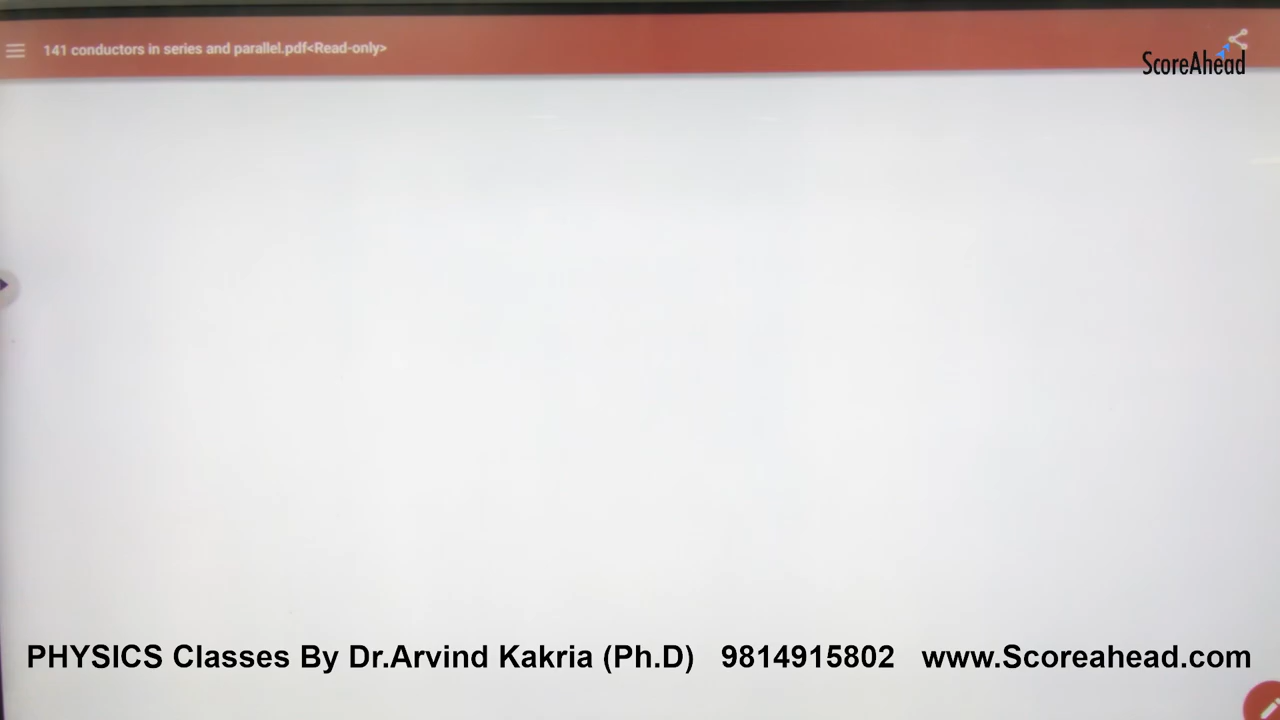 141 conductors in series and parallel.pdf<Read-only>
ScoreAhead
PHYSICS Classes By Dr.Arvind Kakria (Ph.D) 9814915802 www.Scoreahead.com